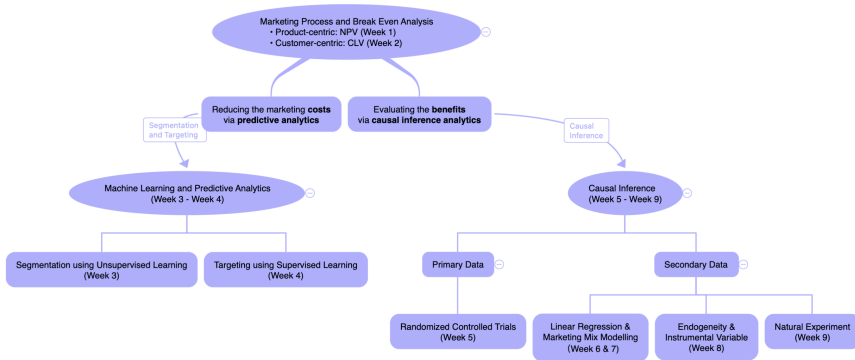 Marketing Process and Break Even Analysis
• Product-centric: NPV (Week 1)
• Customer-centric: CLV (Week 2)
Reducing the marketing costs
via predictive analytics
Evaluating the benefits
via causal inference analytics
Segmentation
and Targeting
Causal
Inference
Machine Learning and Predictive Analytics
(Week 3 - Week 4)
Causal Inference
(Week 5 - Week 9)
Segmentation using Unsupervised Learning
(Week 3)
Targeting using Supervised Learning
(Week 4)
Primary Data
Secondary Data
Randomized Controlled Trials
(Week 5)
Linear Regression &
Marketing Mix Modelling
(Week 6 & 7)
Endogeneity &
Instrumental Variable
(Week 8)
Natural Experiment
(Week 9)